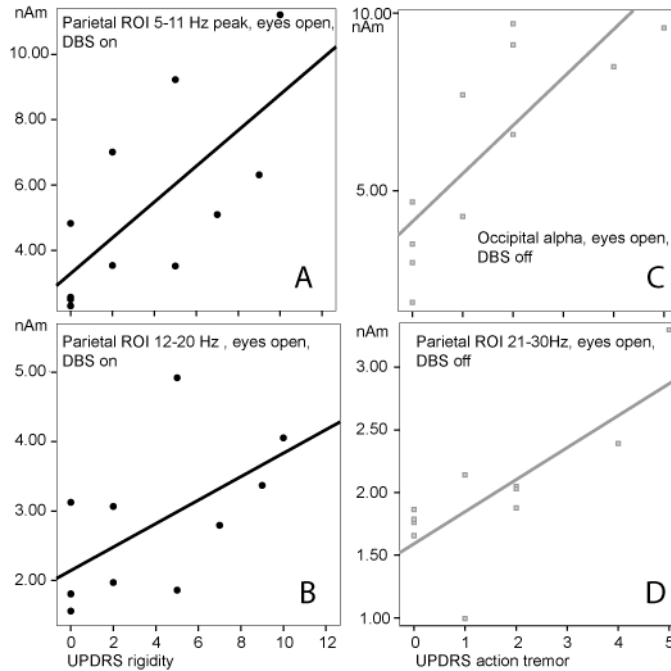 nAm
Parietal ROI 5-11 Hz peak, eyes open,
DBS on
10.00
8.00
6.00
4.00
A
10.00
nAm
5.00
Occipital alpha, eyes open,
DBS off
C
nAm
Parietal ROI 12-20 Hz , eyes open,
DBS on
5.00
4.00
3.00
2.00
B
0 2 4 6 8 10 12
UPDRS rigidity
nAm
Parietal ROI 21-30Hz, eyes open,
DBS off
3.00
2.50
2.00
1.50
1.00
D
0 1 2 3 4 5
UPDRS action tremor